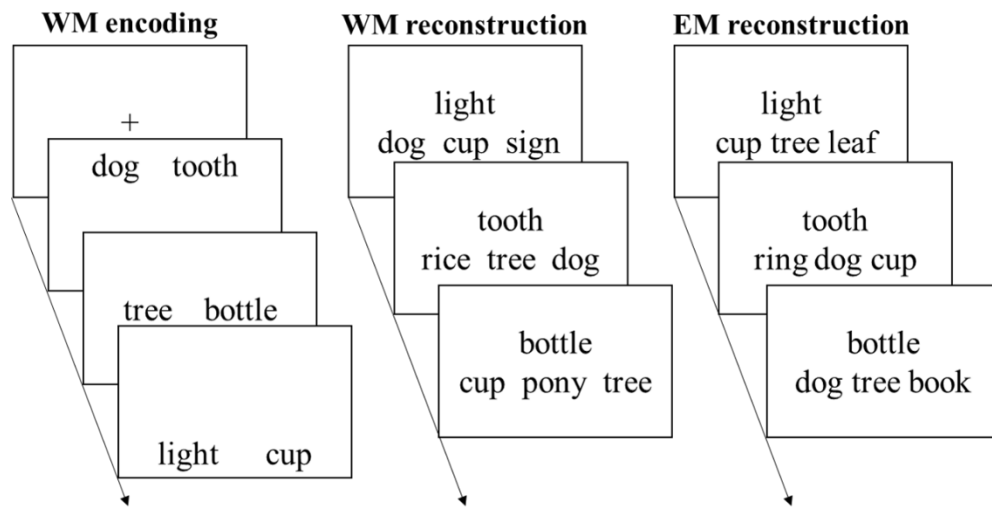 WM encoding
+
dog tooth
tree bottle
light cup
WM reconstruction
light
dog cup sign
tooth
rice tree dog
bottle
cup pony tree
EM reconstruction
light
cup tree leaf
tooth
ring dog cup
bottle
dog tree book